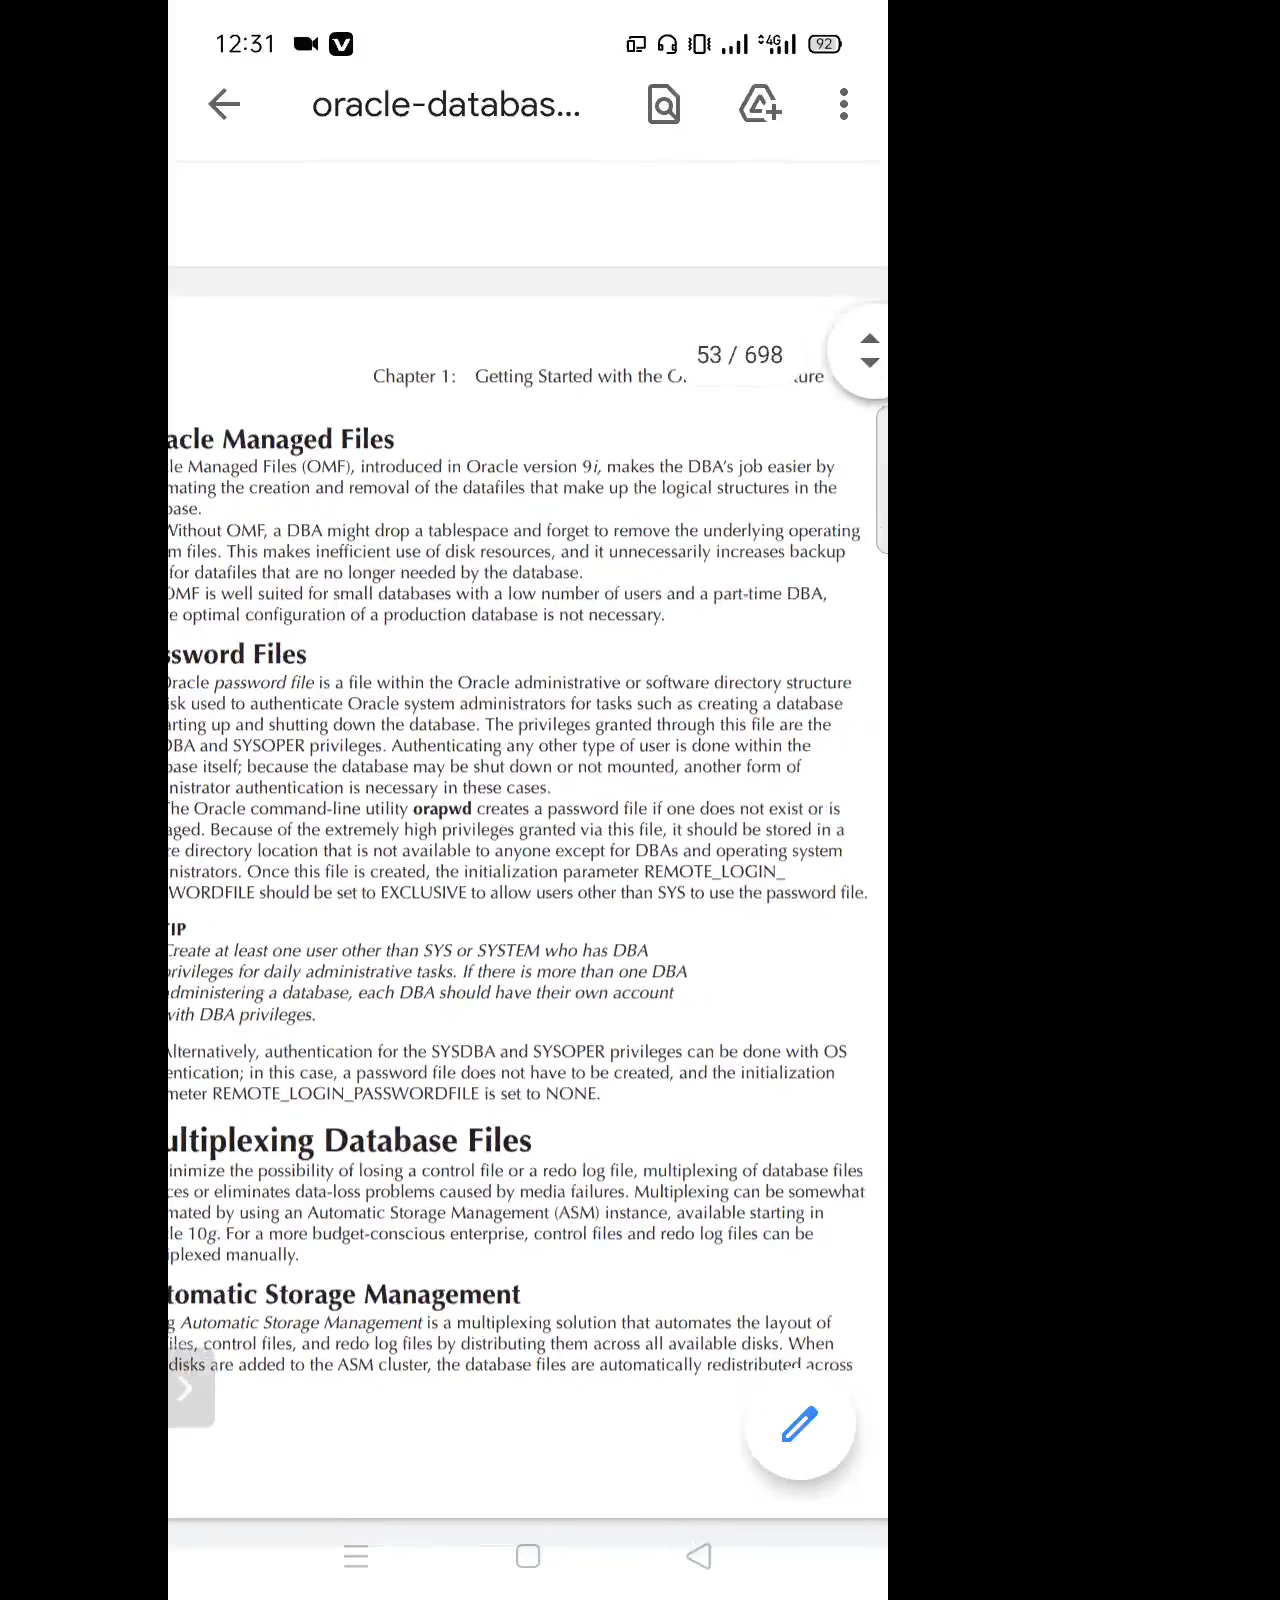 12:31
4G
92
oracle-databas...
53 / 698
Chapter 1: Getting Started with the O
ure
acle Managed Files
le Managed Files (OMF), introduced in Oracle version 9i, makes the DBA's job easier by
mating the creation and removal of the datafiles that make up the logical structures in the
base.
Without OMF, a DBA might drop a tablespace and forget to remove the underlying operating
m files. This makes inefficient use of disk resources, and it unnecessarily increases backup
for datafiles that are no longer needed by the database.
OMF is well suited for small databases with a low number of users and a part-time DBA,
e optimal configuration of a production database is not necessary.
ssword Files
Oracle password file is a file within the Oracle administrative or software directory structure
isk used to authenticate Oracle system administrators for tasks such as creating a database
arting up and shutting down the database. The privileges granted through this file are the
DBA and SYSOPER privileges. Authenticating any other type of user is done within the
base itself; because the database may be shut down or not mounted, another form of
nistrator authentication is necessary in these cases.
The Oracle command-line utility orapwd creates a password file if one does not exist or is
aged. Because of the extremely high privileges granted via this file, it should be stored in a
re directory location that is not available to anyone except for DBAs and operating system
nistrators. Once this file is created, the initialization parameter REMOTE_LOGIN_
WORDFILE should be set to EXCLUSIVE to allow users other than SYS to use the password file.
TIP
Create at least one user other than SYS or SYSTEM who has DBA
privileges for daily administrative tasks. If there is more than one DBA
administering a database, each DBA should have their own account
with DBA privileges.
Alternatively, authentication for the SYSDBA and SYSOPER privileges can be done with OS
entication; in this case, a password file does not have to be created, and the initialization
meter REMOTE_LOGIN_PASSWORDFILE is set to NONE.
ultiplexing Database Files
inimize the possibility of losing a control file or a redo log file, multiplexing of database files
ces or eliminates data-loss problems caused by media failures. Multiplexing can be somewhat
mated by using an Automatic Storage Management (ASM) instance, available starting in
le 10g. For a more budget-conscious enterprise, control files and redo log files can be
iplexed manually.
tomatic Storage Management
g Automatic Storage Management is a multiplexing solution that automates the layout of
iles, control files, and redo log files by distributing them across all available disks. When
disks are added to the ASM cluster, the database files are automatically redistributed across